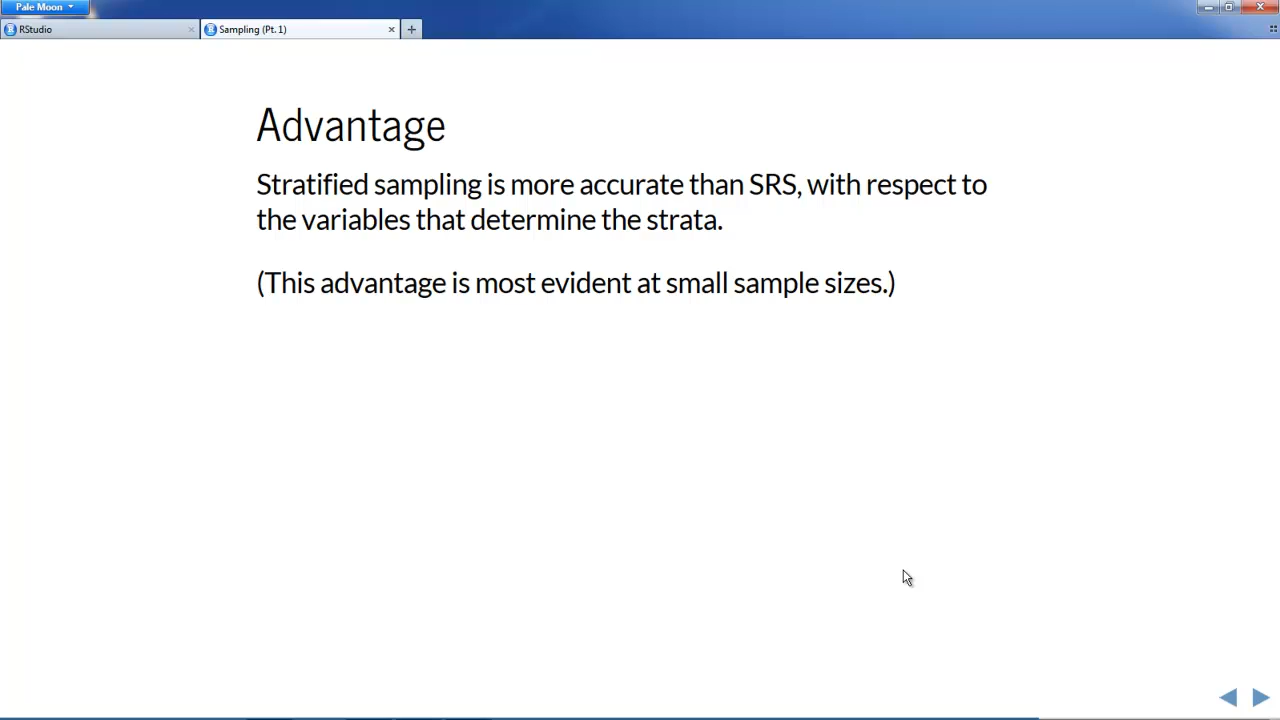 Pale Moon
RStudio
Sampling (Pt. 1)
Advantage
Stratified sampling is more accurate than SRS, with respect to
the variables that determine the strata.
(This advantage is most evident at small sample sizes.)